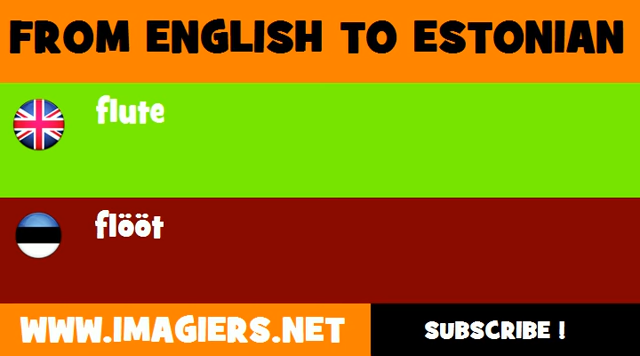 FROM ENGLISH TO ESTONIAN
flute
flööt
WWW.IMAGIERS.NET
SUBSCRIBE !